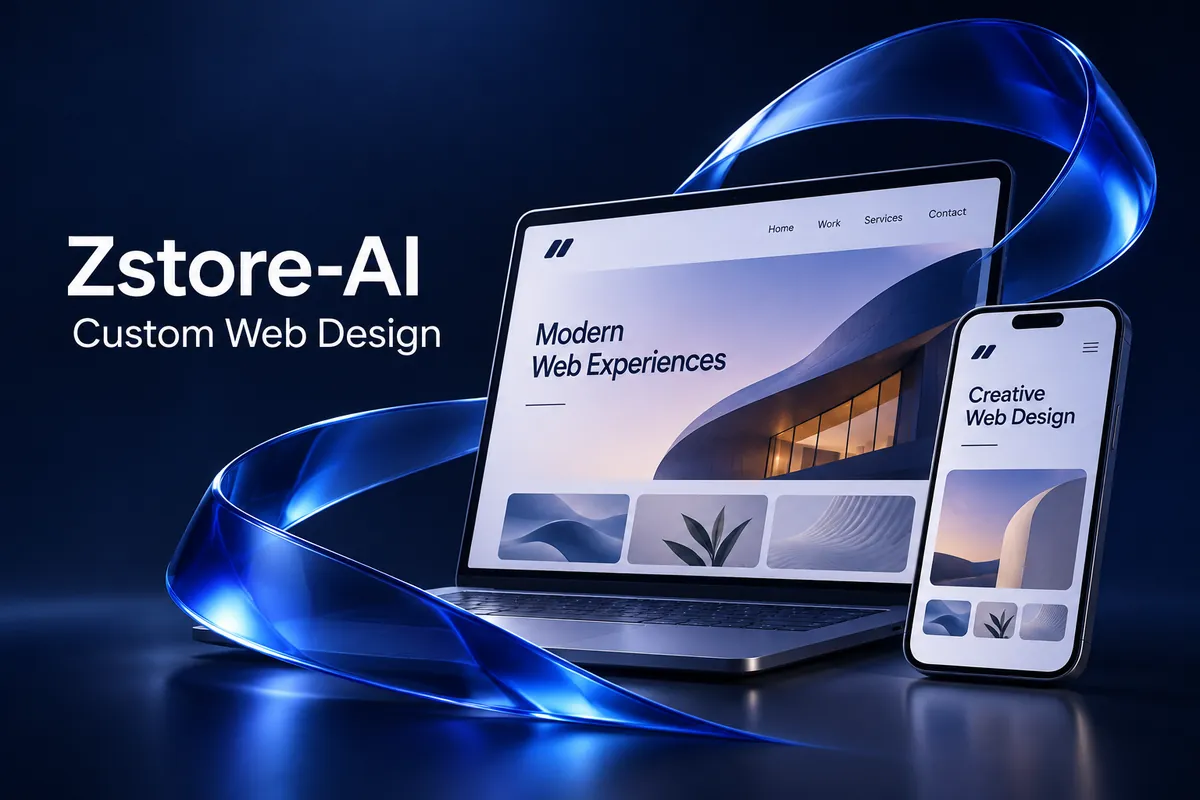 Zstore-AI
Custom Web Design
Home Work Services Contact
Modern
Web Experiences
Creative
Web Design